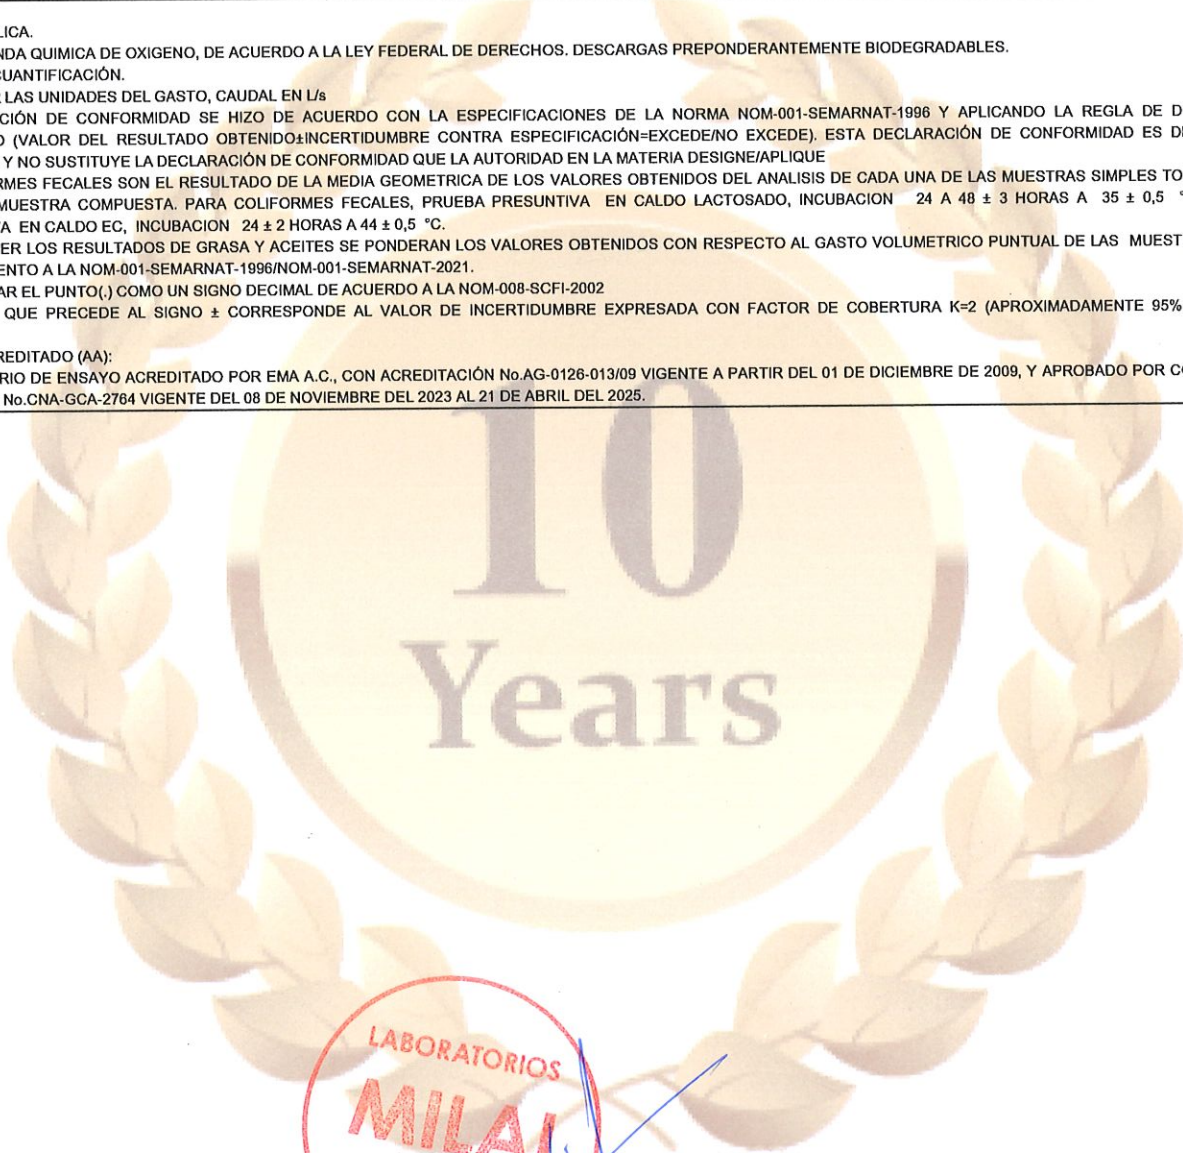 LICA.
NDA QUIMICA DE OXIGENO, DE ACUERDO A LA LEY FEDERAL DE DERECHOS. DESCARGAS PREPONDERANTEMENTE BIODEGRADABLES.
CUANTIFICACIÓN.
LAS UNIDADES DEL GASTO, CAUDAL EN L/s
CIÓN DE CONFORMIDAD SE HIZO DE ACUERDO CON LA ESPECIFICACIONES DE LA NORMA NOM-001-SEMARNAT-1996 Y APLICANDO LA REGLA DE D
O (VALOR DEL RESULTADO OBTENIDO±INCERTIDUMBRE CONTRA ESPECIFICACIÓN=EXCEDE/NO EXCEDE). ESTA DECLARACIÓN DE CONFORMIDAD ES D
Y NO SUSTITUYE LA DECLARACIÓN DE CONFORMIDAD QUE LA AUTORIDAD EN LA MATERIA DESIGNE/APLIQUE
RMES FECALES SON EL RESULTADO DE LA MEDIA GEOMETRICA DE LOS VALORES OBTENIDOS DEL ANALISIS DE CADA UNA DE LAS MUESTRAS SIMPLES TO
MUESTRA COMPUESTA. PARA COLIFORMES FECALES, PRUEBA PRESUNTIVA EN CALDO LACTOSADO, INCUBACION 24 A 48 ± 3 HORAS A 35 ± 0,5 °
A EN CALDO EC, INCUBACION 24 ± 2 HORAS A 44 ± 0,5 °C.
ER LOS RESULTADOS DE GRASA Y ACEITES SE PONDERAN LOS VALORES OBTENIDOS CON RESPECTO AL GASTO VOLUMETRICO PUNTUAL DE LAS MUEST
ENTO A LA NOM-001-SEMARNAT-1996/NOM-001-SEMARNAT-2021.
AR EL PUNTO(.) COMO UN SIGNO DECIMAL DE ACUERDO A LA NOM-008-SCFI-2002
QUE PRECEDE AL SIGNO ± CORRESPONDE AL VALOR DE INCERTIDUMBRE EXPRESADA CON FACTOR DE COBERTURA K=2 (APROXIMADAMENTE 95%
REDITADO (AA):
RIO DE ENSAYO ACREDITADO POR EMA A.C., CON ACREDITACIÓN No.AG-0126-013/09 VIGENTE A PARTIR DEL 01 DE DICIEMBRE DE 2009, Y APROBADO POR CO
No.CNA-GCA-2764 VIGENTE DEL 08 DE NOVIEMBRE DEL 2023 AL 21 DE ABRIL DEL 2025.
10
Years
LABORATORIOS
MILAI